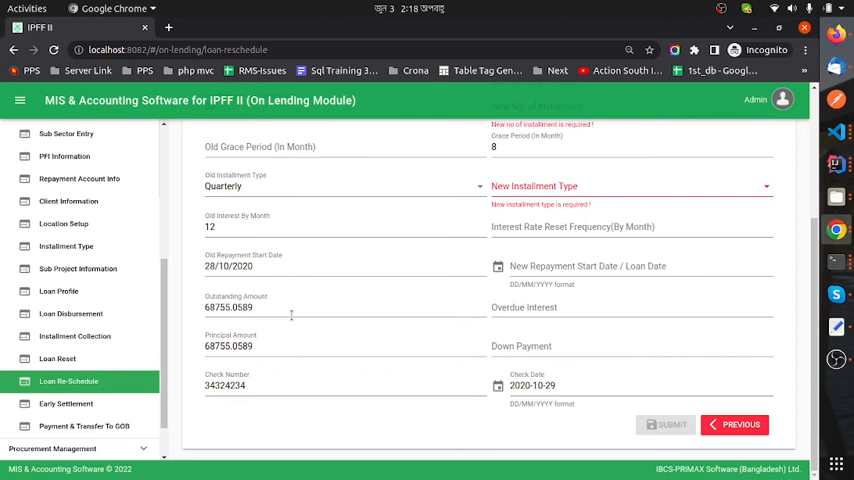 Activities
Google Chrome
জুন 3 2:18 অপরাহ্ণ
IPFF II
localhost:8082/#/on-lending/loan-reschedule
Incognito
PPS
Server Link
PPS
php mvc
RMS-Issues
Sql Training 3...
Crona
Table Tag Gen...
Next
Action South I...
1st_db - Googl...
MIS & Accounting Software for IPFF II (On Lending Module)
Admin
Sub Sector Entry
PFI Information
Repayment Account Info
Client Information
Location Setup
Installment Type
Sub Project Information
Loan Profile
Loan Disbursement
Installment Collection
Loan Reset
Loan Re-Schedule
Early Settlement
Payment & Transfer To GOB
Procurement Management
New No. of Installment
New no of installment is required !
Old Grace Period (In Month)
Grace Period (In Month)
8
Old Installment Type
Quarterly
New Installment Type
New installment type is required !
Old Interest By Month
12
Interest Rate Reset Frequency(By Month)
Old Repayment Start Date
28/10/2020
New Repayment Start Date / Loan Date
DD/MM/YYYY format
Outstanding Amount
68755.0589
Overdue Interest
Principal Amount
68755.0589
Down Payment
Check Number
34324234
Check Date
2020-10-29
DD/MM/YYYY format
SUBMIT
PREVIOUS
MIS & Accounting Software © 2022
IBCS-PRIMAX Software (Bangladesh) Ltd.